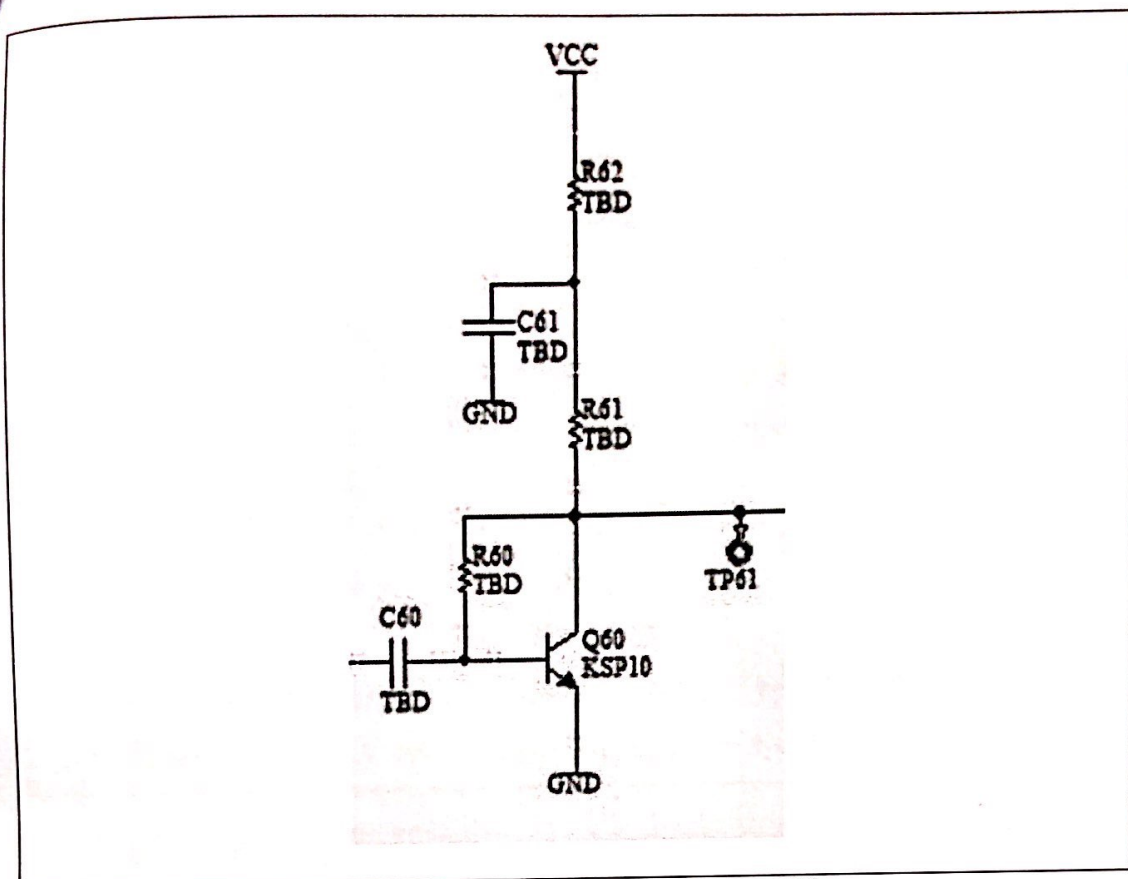 VCC
R62
TBD
C61
TBD
GND
R61
TBD
R60
TBD
TP61
C60
TBD
Q60
KSP10
GND